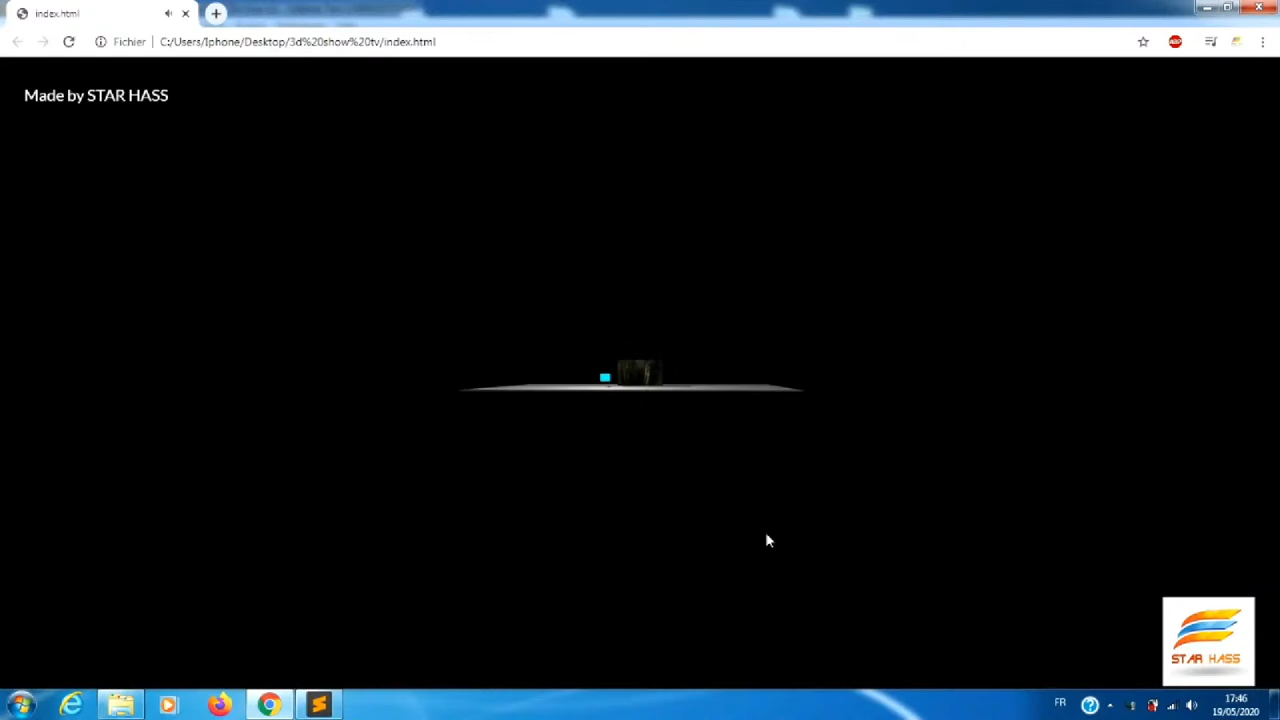 index.html
Fichier
C:/Users/Iphone/Desktop/3d%20show%20tv/index.html
ABP
Made by STAR HASS
STAR HASS
FR
17:46
19/05/2020